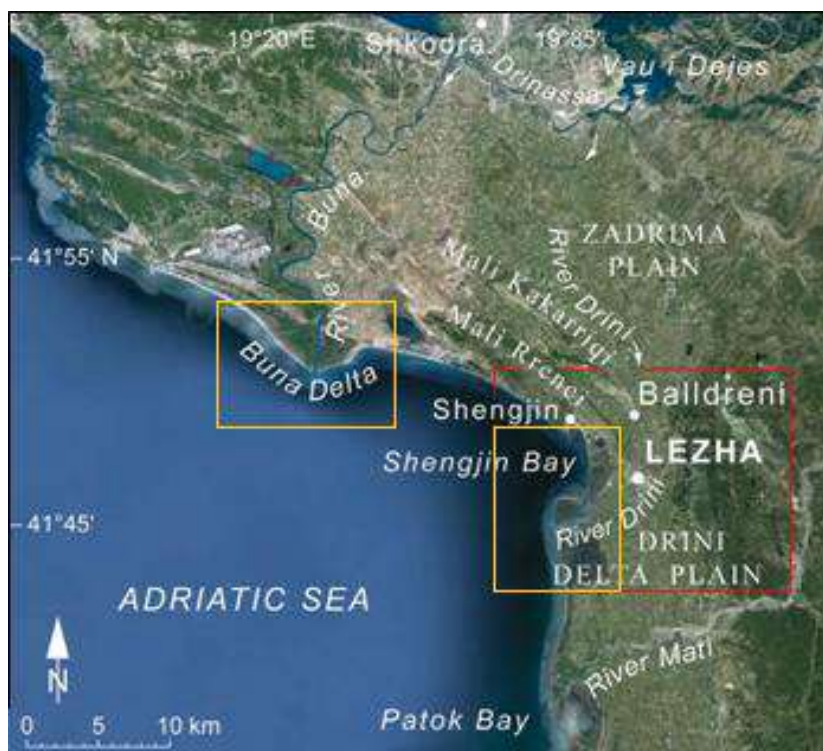 19°20' E
19°85'
Shkodra
Drinassa
Vau i Dejes
Buna
River
41°55' N
ZADRIMA
PLAIN
River Drini
Mali Kakarriqi
Mali Rrenci
Buna Delta
Shengjin
Balldreni
Shengjin Bay
LEZHA
41°45'
River Drini
DRINI
DELTA PLAIN
ADRIATIC SEA
N
River Mati
0 5 10 km
Patok Bay